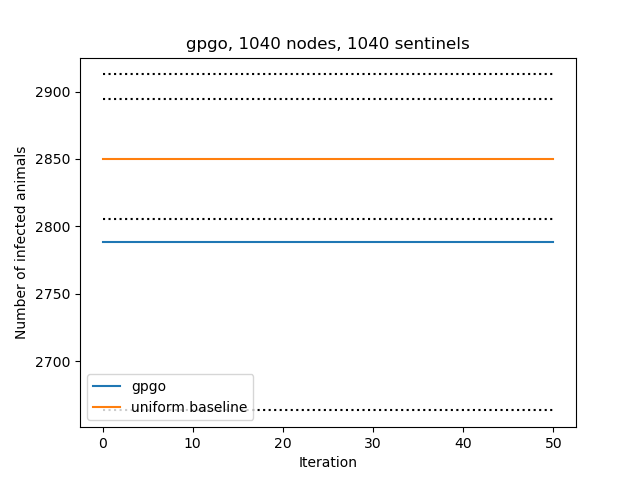 gpgo, 1040 nodes, 1040 sentinels
Number of infected animals
2900
2850
2800
2750
2700
gpgo
uniform baseline
0 10 20 30 40 50
Iteration